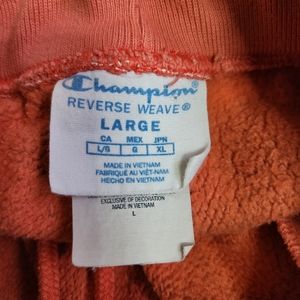 Champion
REVERSE WEAVE®
LARGE
CA MEX JPN
L/G G XL
MADE IN VIETNAM
FABRIQUÉ AU VIÊT-NAM
HECHO EN VIETNAM
EXCLUSIVE OF DECORATION
MADE IN VIETNAM
L